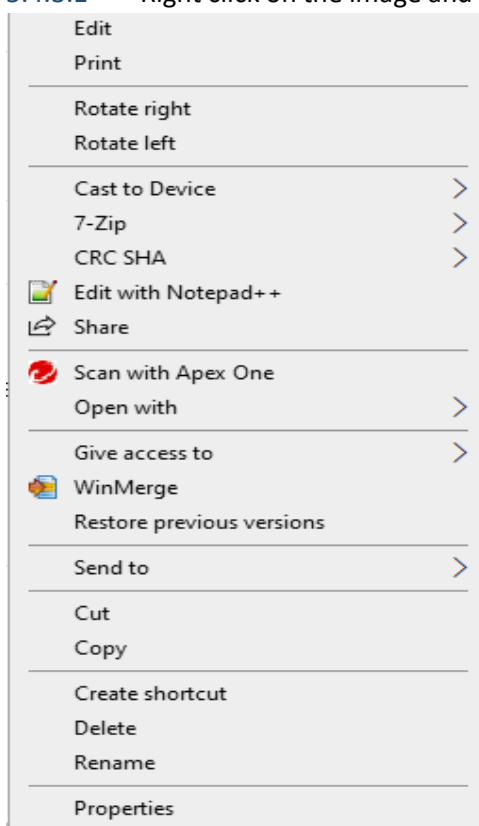 Right click on the image and
Edit
Print
Rotate right
Rotate left
Cast to Device
7-Zip
CRC SHA
Edit with Notepad++
Share
Scan with Apex One
Open with
Give access to
WinMerge
Restore previous versions
Send to
Cut
Copy
Create shortcut
Delete
Rename
Properties